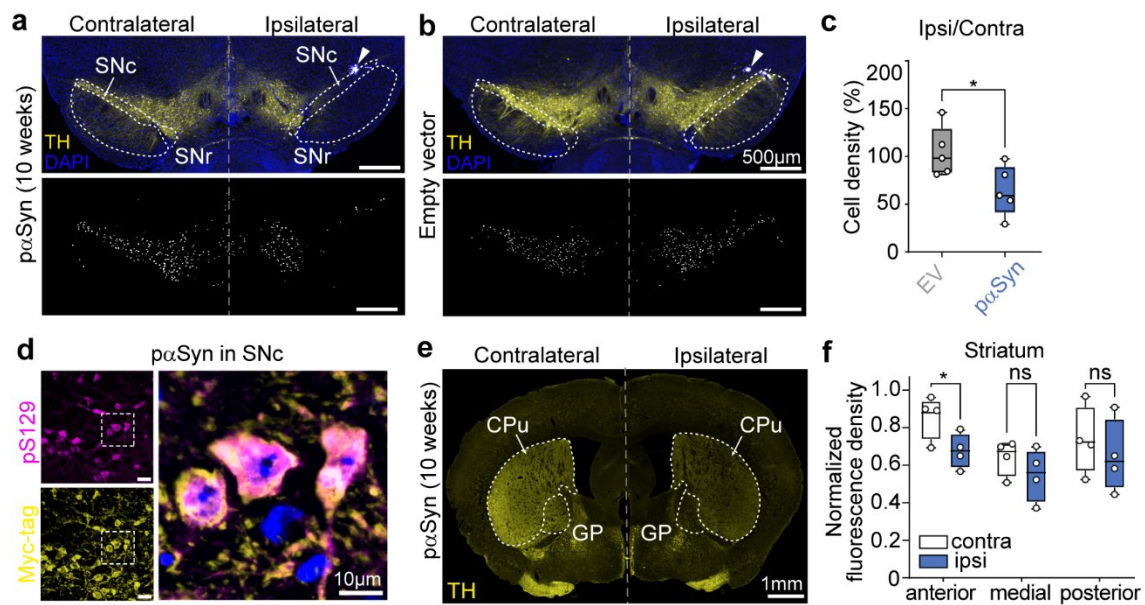 a
Contralateral Ipsilateral
SNc
SNc
TH
DAPI
SNr
SNr
pαSyn (10 weeks)
b
Contralateral Ipsilateral
TH
DAPI
500μm
Empty vector
c
Ipsi/Contra
*
Cell density (%)
200
150
100
50
0
EV
pαSyn
d
pαSyn in SNc
pS129
Myc-tag
10μm
e
Contralateral Ipsilateral
CPu
CPu
GP
GP
TH
1mm
pαSyn (10 weeks)
f
Striatum
* ns ns
Normalized
fluorescence density
1.0
0.8
0.6
0.4
0.2
0
contra
ipsi
anterior medial posterior